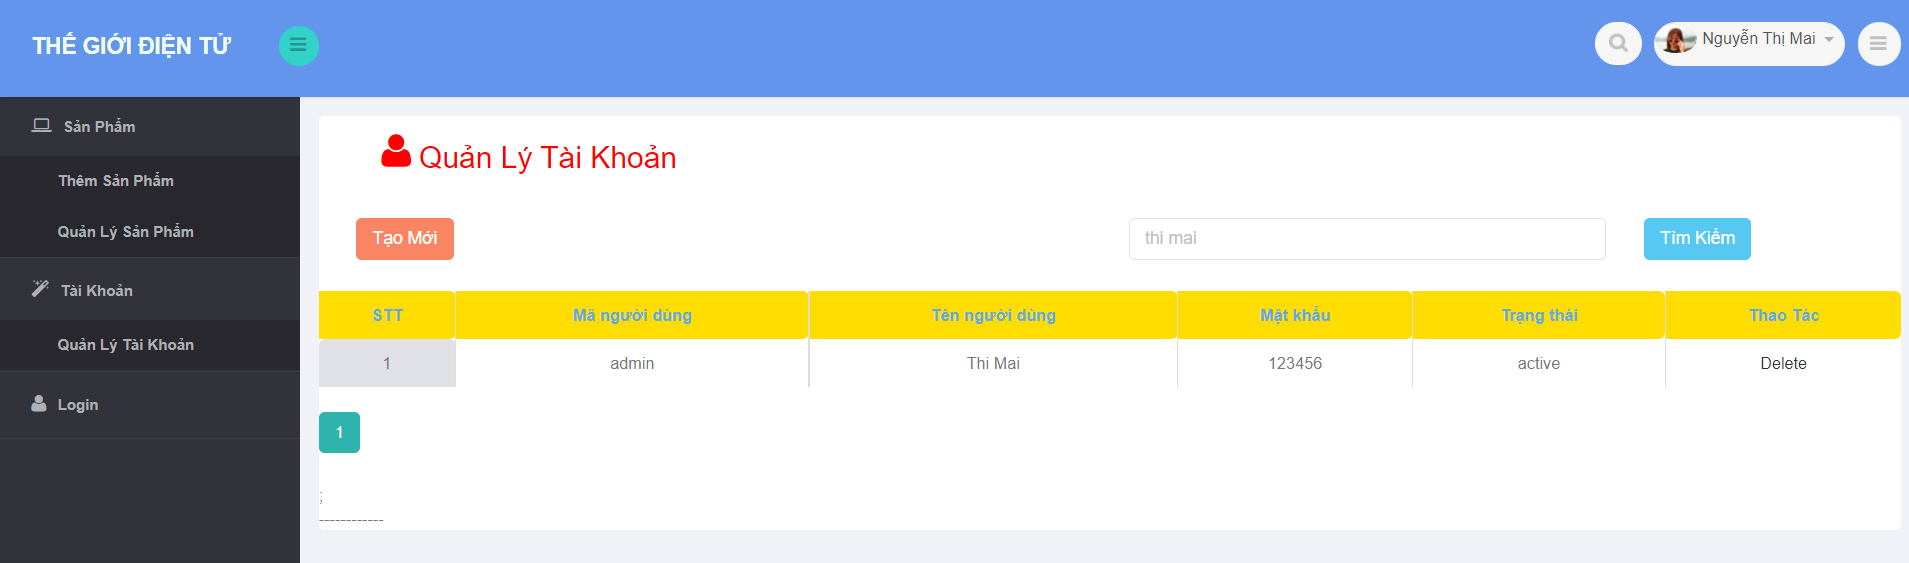 THẾ GIỚI ĐIỆN TỬ
Nguyễn Thị Mai
Sản Phẩm
Thêm Sản Phẩm
Quản Lý Sản Phẩm
Tài Khoản
Quản Lý Tài Khoản
Login
Quản Lý Tài Khoản
Tạo Mới
thi mai
Tìm Kiếm
STT Mã người dùng Tên người dùng Mật khẩu Trạng thái Thao Tác
1 admin Thi Mai 123456 active Delete
1
;
------------